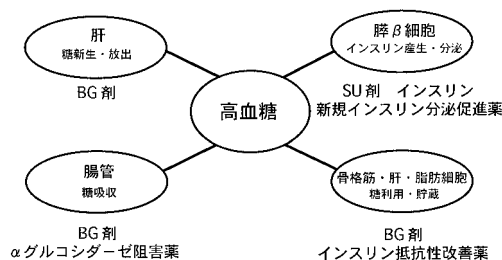 肝
糖新生・放出
BG剤
膵β細胞
インスリン産生・分泌
SU剤　インスリン
新規インスリン分泌促進薬
高血糖
腸管
糖吸収
BG剤
αグルコシダーゼ阻害薬
骨格筋・肝・脂肪細胞
糖利用・貯蔵
BG剤
インスリン抵抗性改善薬